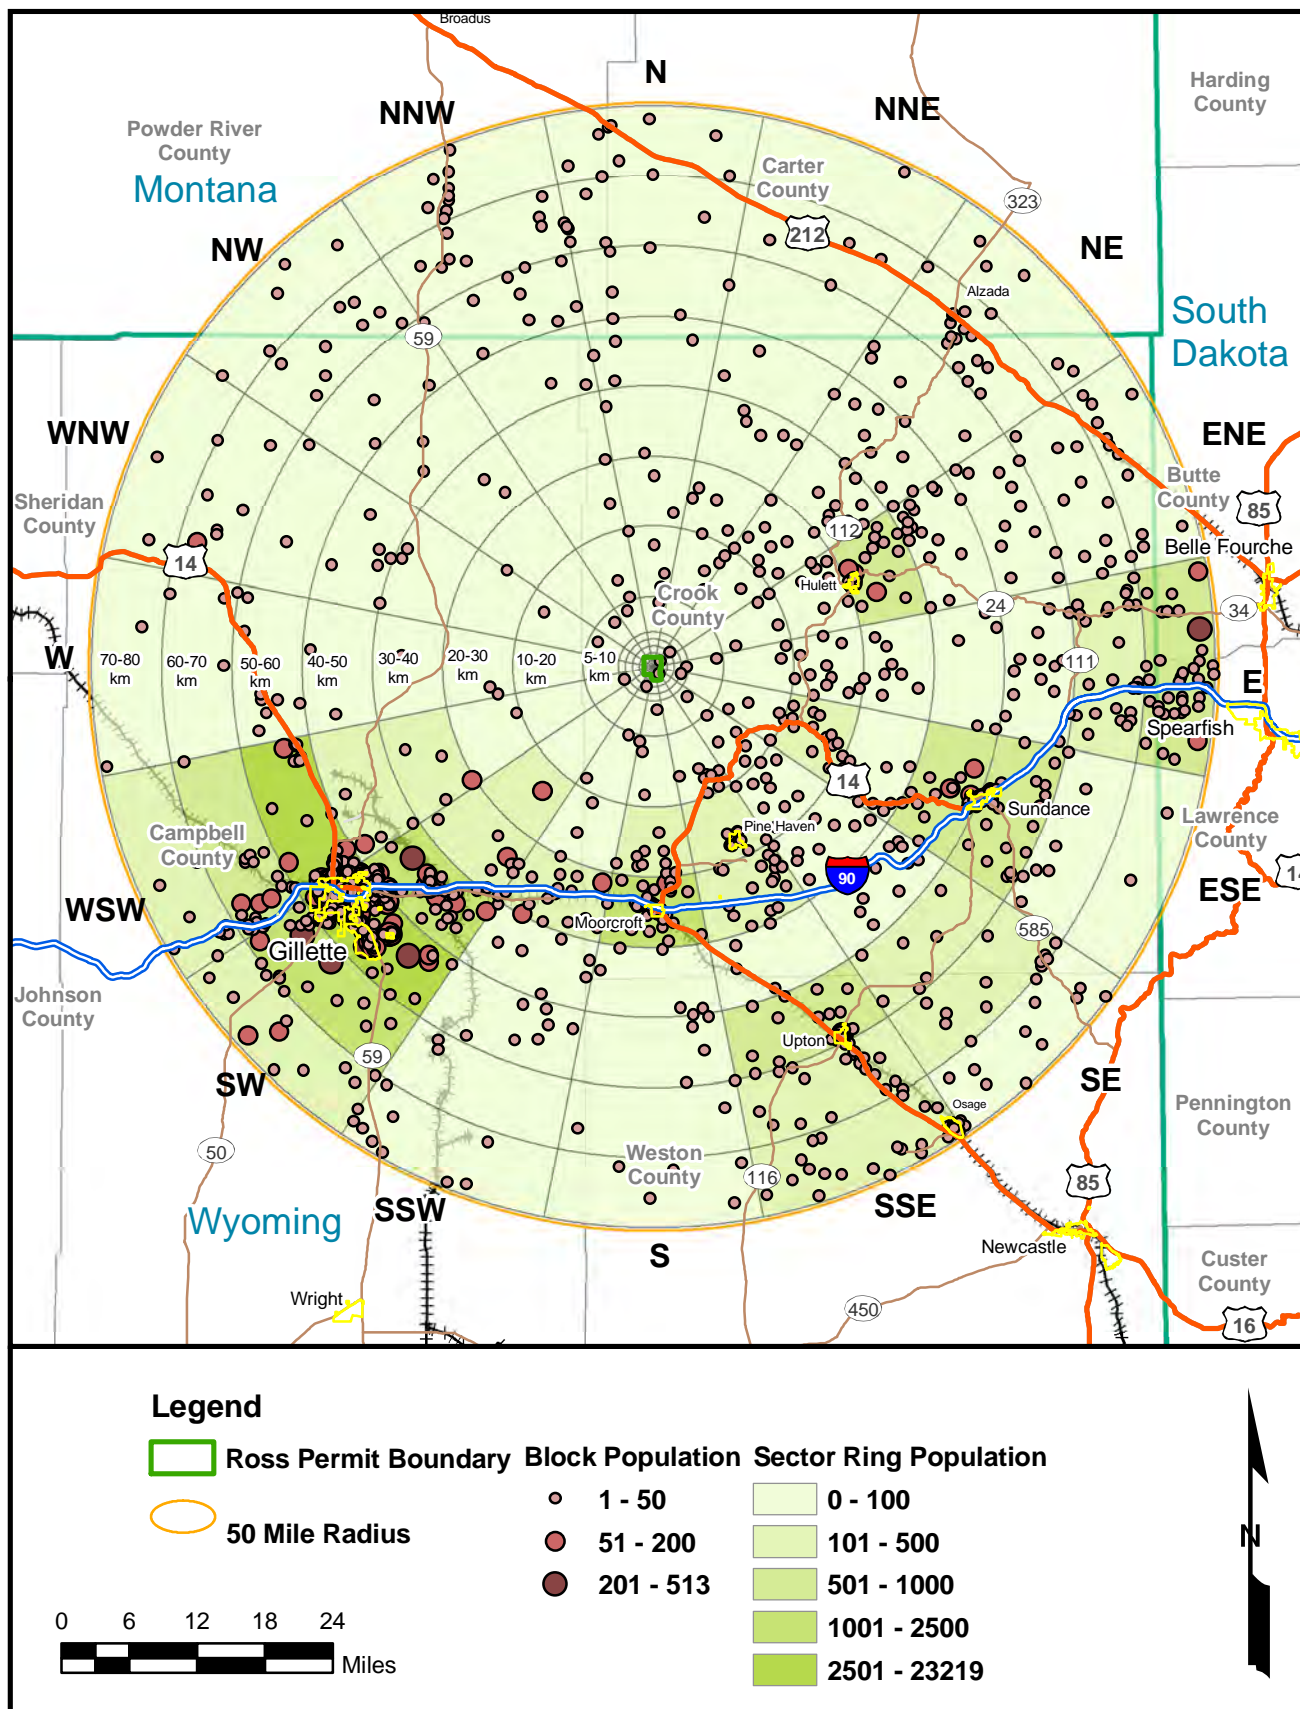 Broadus
N
NNW
NNE
Harding
County
Powder River
County
Montana
Carter
County
323
212
NW
NE
Alzada
South
Dakota
59
WNW
ENE
Butte
County
Sheridan
County
85
112
14
Belle Fourche
Hulett
Crook
County
24
34
W
70-80
km
60-70
km
50-60
km
40-50
km
30-40
km
20-30
km
10-20
km
5-10
km
111
E
Spearfish
14
Sundance
Pine Haven
Campbell
County
Lawrence
County
90
14
WSW
ESE
Moorcroft
585
Gillette
Johnson
County
Upton
59
SW
SE
Osage
Pennington
County
50
Weston
County
116
85
SSW
SSE
Wyoming
S
Newcastle
Custer
County
Wright
450
16
Legend
Ross Permit Boundary
50 Mile Radius
Block Population
1 - 50
51 - 200
201 - 513
Sector Ring Population
0 - 100
101 - 500
501 - 1000
1001 - 2500
2501 - 23219
N
0 6 12 18 24
Miles